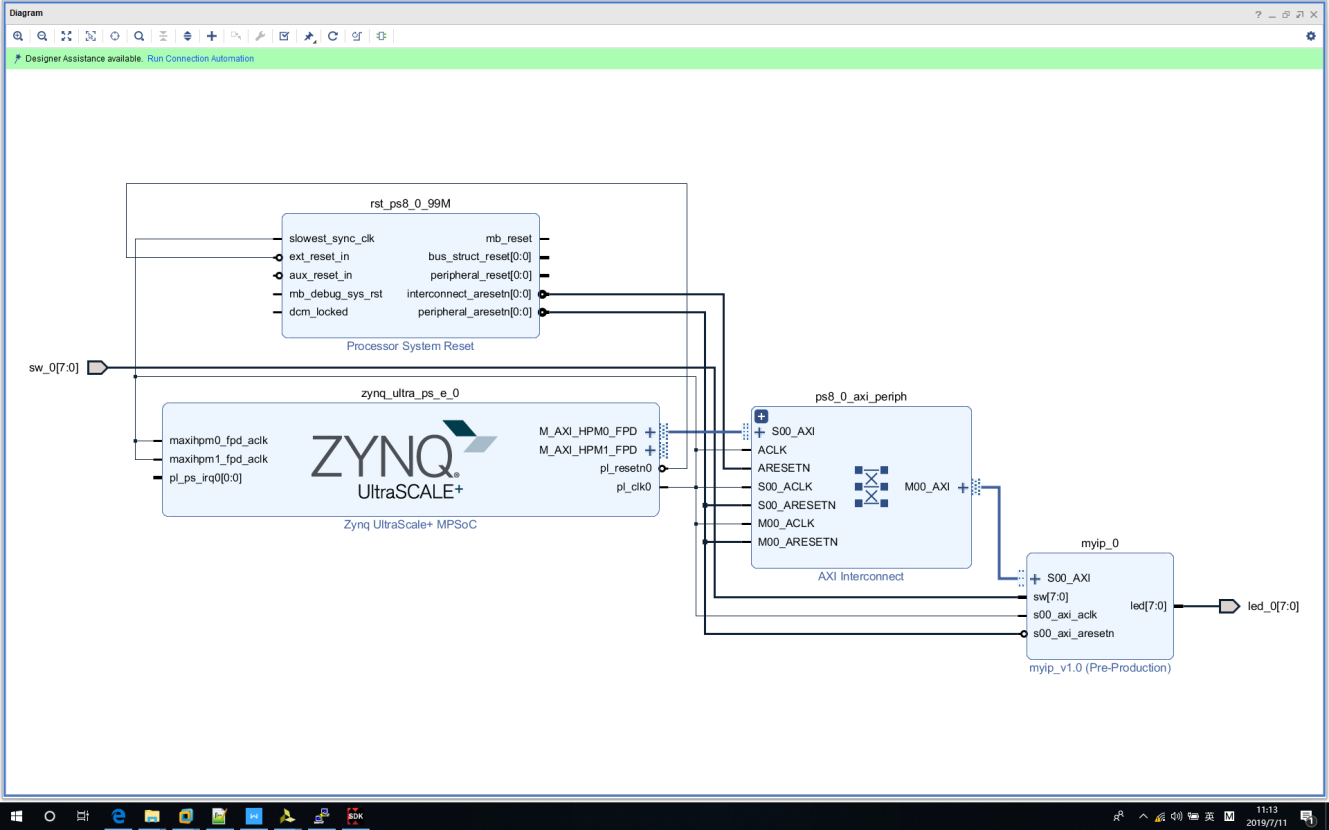 Diagram
Designer Assistance available. Run Connection Automation
rst_ps8_0_99M
slowest_sync_clk
ext_reset_in
aux_reset_in
mb_debug_sys_rst
dcm_locked
mb_reset
bus_struct_reset[0:0]
peripheral_reset[0:0]
interconnect_aresetn[0:0]
peripheral_aresetn[0:0]
Processor System Reset
sw_0[7:0]
zynq_ultra_ps_e_0
maxihpm0_fpd_aclk
maxihpm1_fpd_aclk
pl_ps_irq0[0:0]
ZYNQ
UltraSCALE+
M_AXI_HPM0_FPD
M_AXI_HPM1_FPD
pl_resetn0
pl_clk0
Zynq UltraScale+ MPSoC
ps8_0_axi_periph
S00_AXI
ACLK
ARESETN
S00_ACLK
S00_ARESETN
M00_ACLK
M00_ARESETN
M00_AXI
AXI Interconnect
myip_0
S00_AXI
sw[7:0]
s00_axi_aclk
s00_axi_aresetn
led[7:0]
myip_v1.0 (Pre-Production)
led_0[7:0]
SDK
英
M
11:13
2019/7/11
1